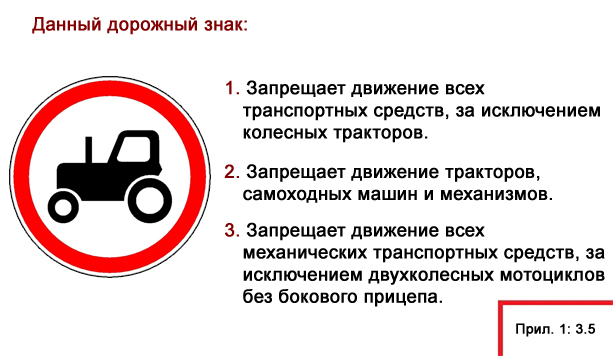 Данный дорожный знак:
1. Запрещает движение всех
транспортных средств, за исключением
колесных тракторов.
2. Запрещает движение тракторов,
самоходных машин и механизмов.
3. Запрещает движение всех
механических транспортных средств, за
исключением двухколесных мотоциклов
без бокового прицепа.
Прил. 1: 3.5